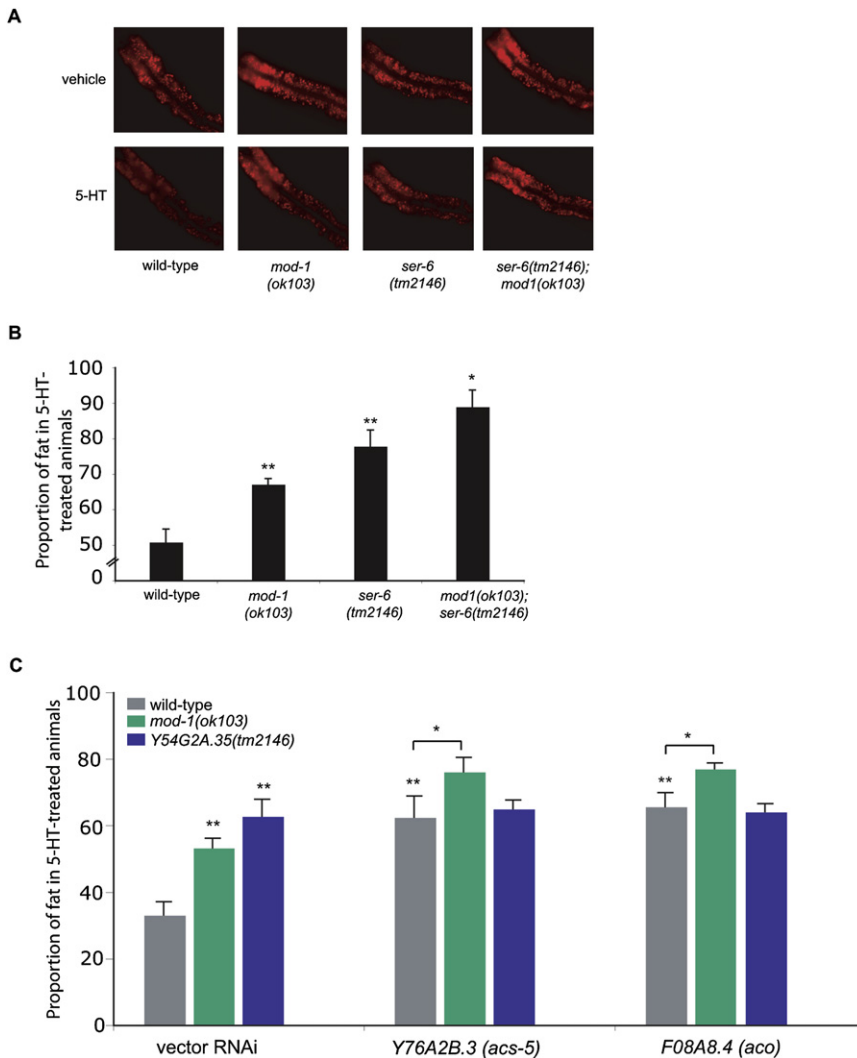 A
vehicle
5-HT
wild-type
mod-1
(ok103)
ser-6
(tm2146)
ser-6(tm2146);
mod1(ok103)
B
Proportion of fat in 5-HT-
treated animals
100
90
80
70
60
50
0
**
**
*
wild-type
mod-1
(ok103)
ser-6
(tm2146)
mod1(ok103);
ser-6(tm2146)
C
Proportion of fat in 5-HT-treated animals
100
80
60
40
20
0
wild-type
mod-1(ok103)
Y54G2A.35(tm2146)
**
**
**
*
**
*
vector RNAi
Y76A2B.3 (acs-5)
F08A8.4 (aco)